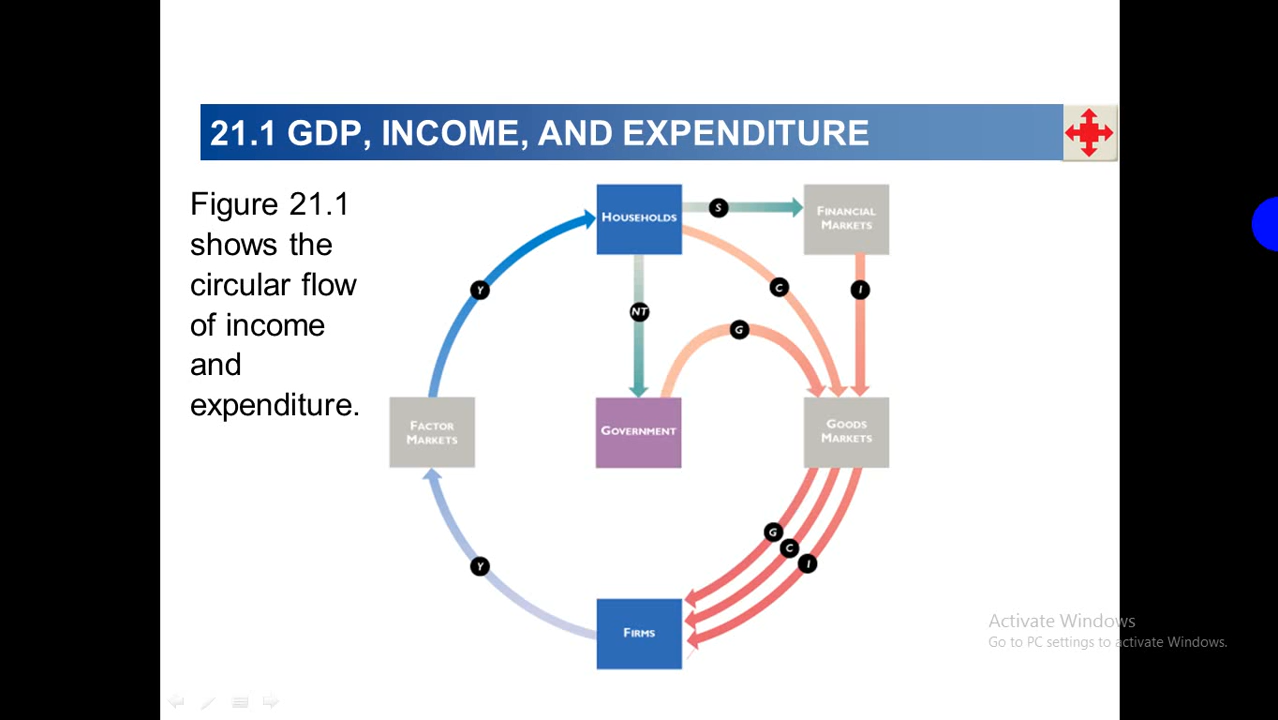 21.1 GDP, INCOME, AND EXPENDITURE
Figure 21.1
shows the
circular flow
of income
and
expenditure.
HOUSEHOLDS
S
FINANCIAL
MARKETS
Y
NT
C
I
G
FACTOR
MARKETS
GOVERNMENT
GOODS
MARKETS
G
C
I
Y
FIRMS
Activate Windows
Go to PC settings to activate Windows.